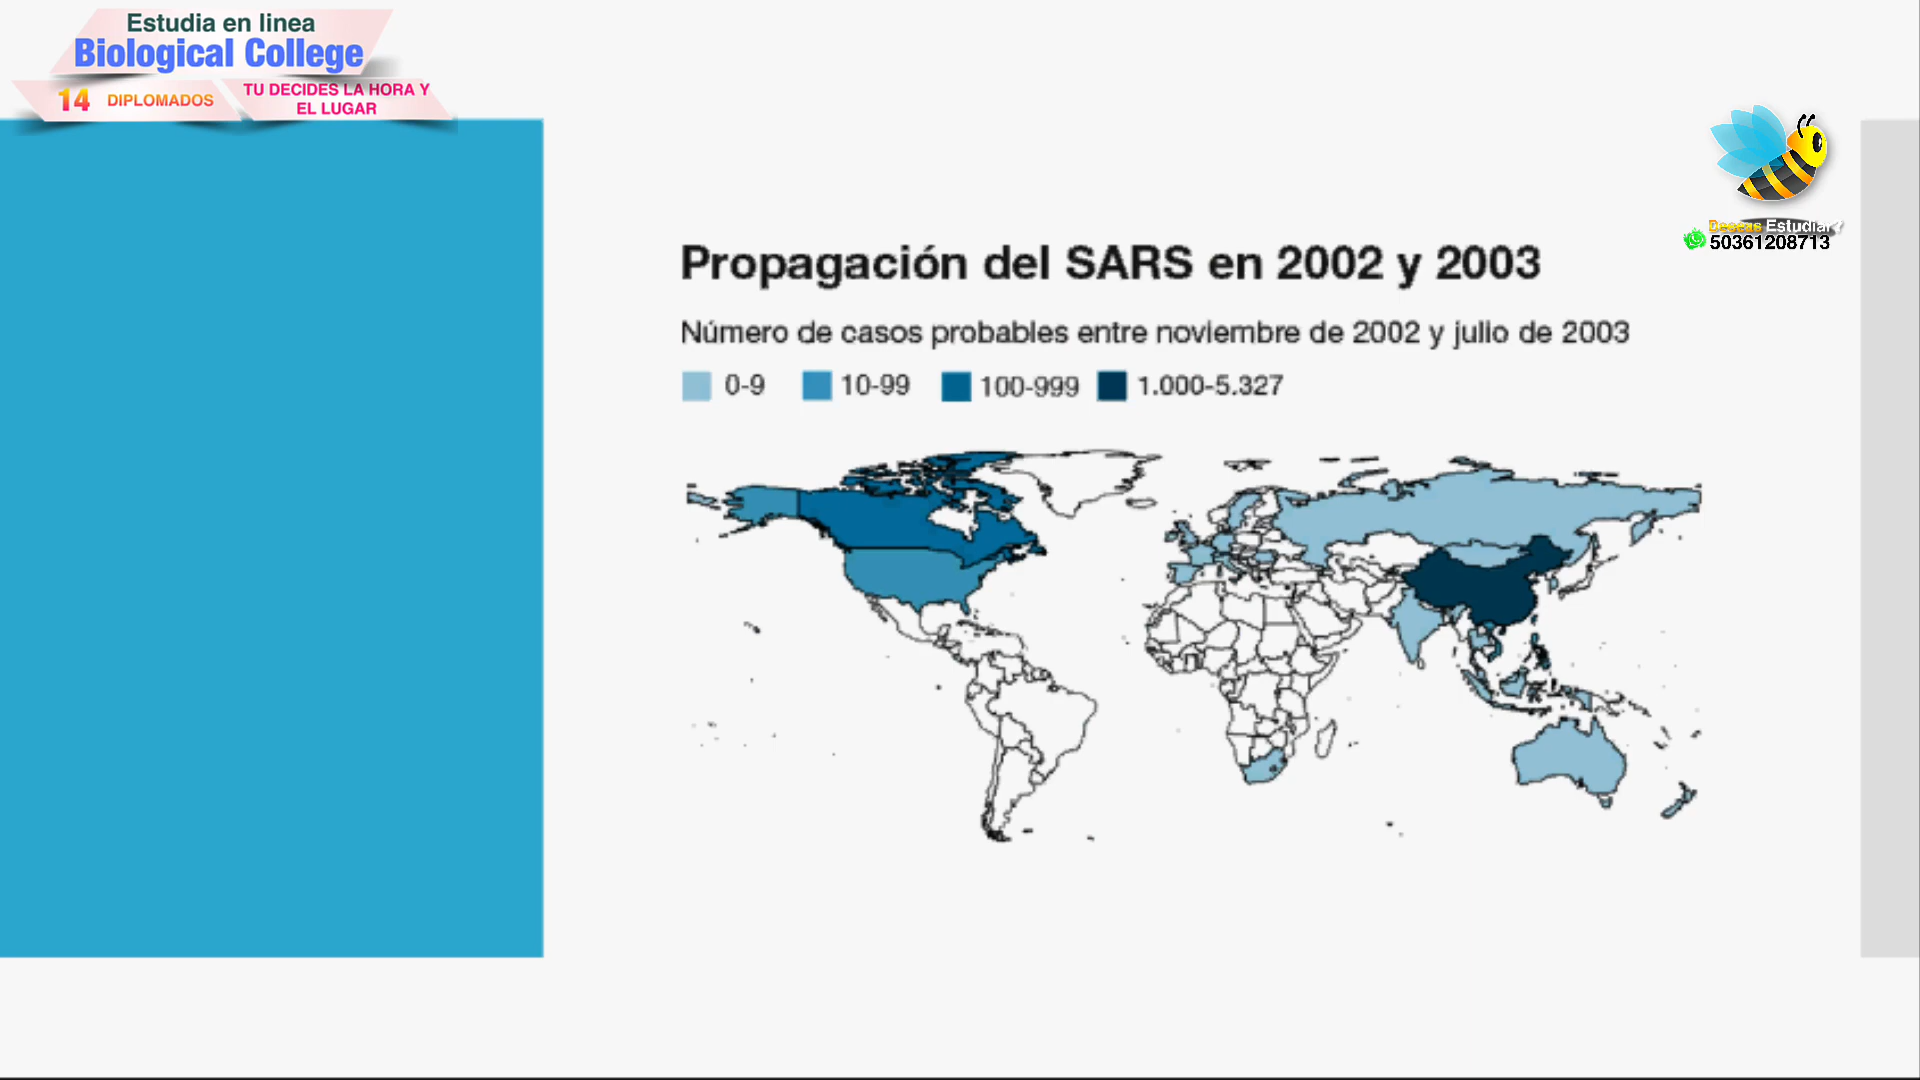 Estudia en linea
Biological College
14 DIPLOMADOS
TU DECIDES LA HORA Y
EL LUGAR
Deseas Estudiar?
50361208713
Propagación del SARS en 2002 y 2003
Número de casos probables entre noviembre de 2002 y julio de 2003
0-9 10-99 100-999 1.000-5.327